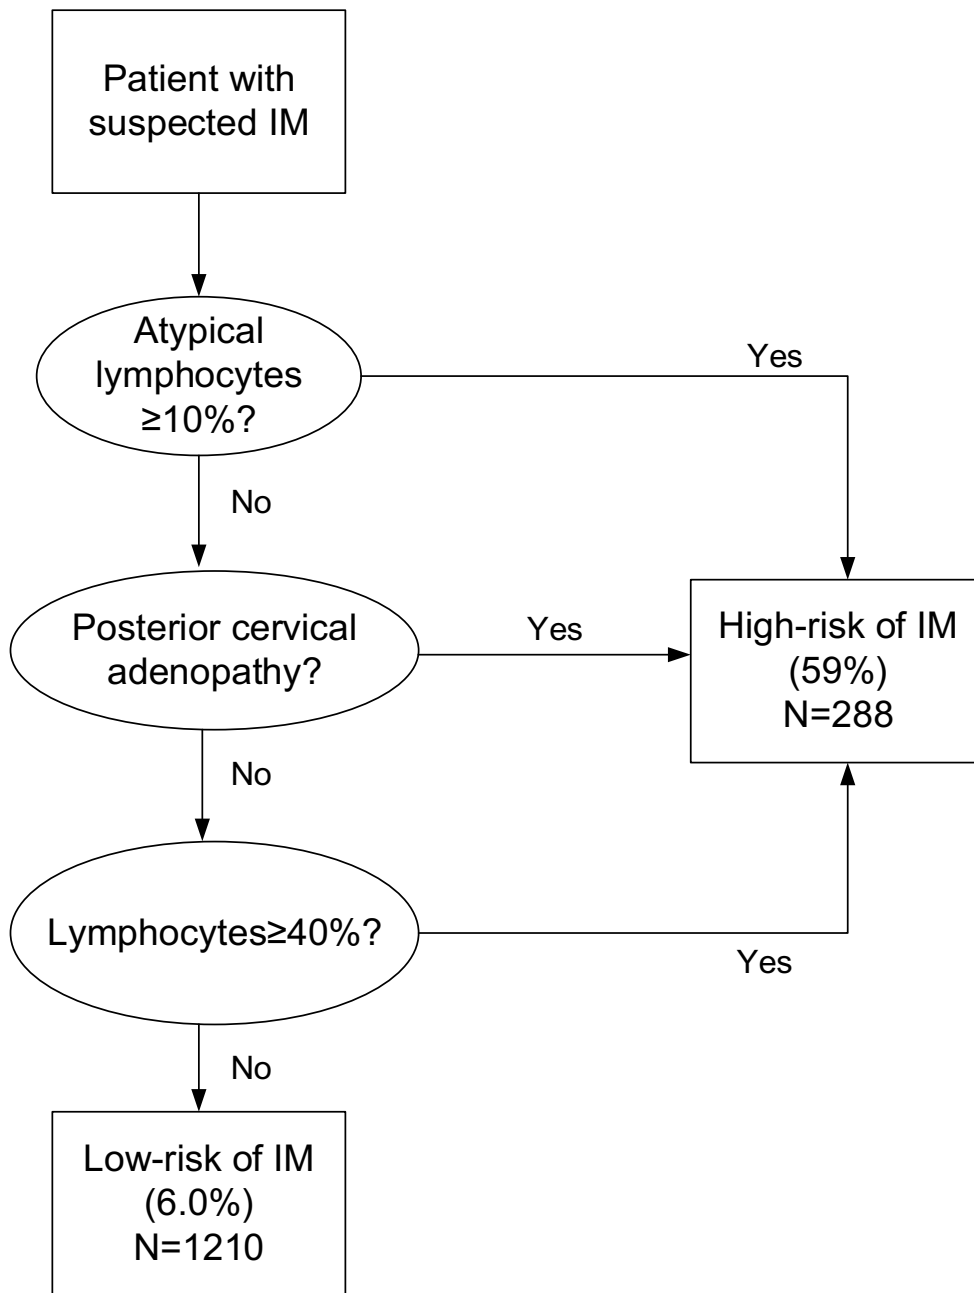 Patient with
suspected IM
Atypical
lymphocytes
≥10%?
Yes
No
Posterior cervical
adenopathy?
Yes
High-risk of IM
(59%)
N=288
No
Lymphocytes≥40%?
Yes
No
Low-risk of IM
(6.0%)
N=1210